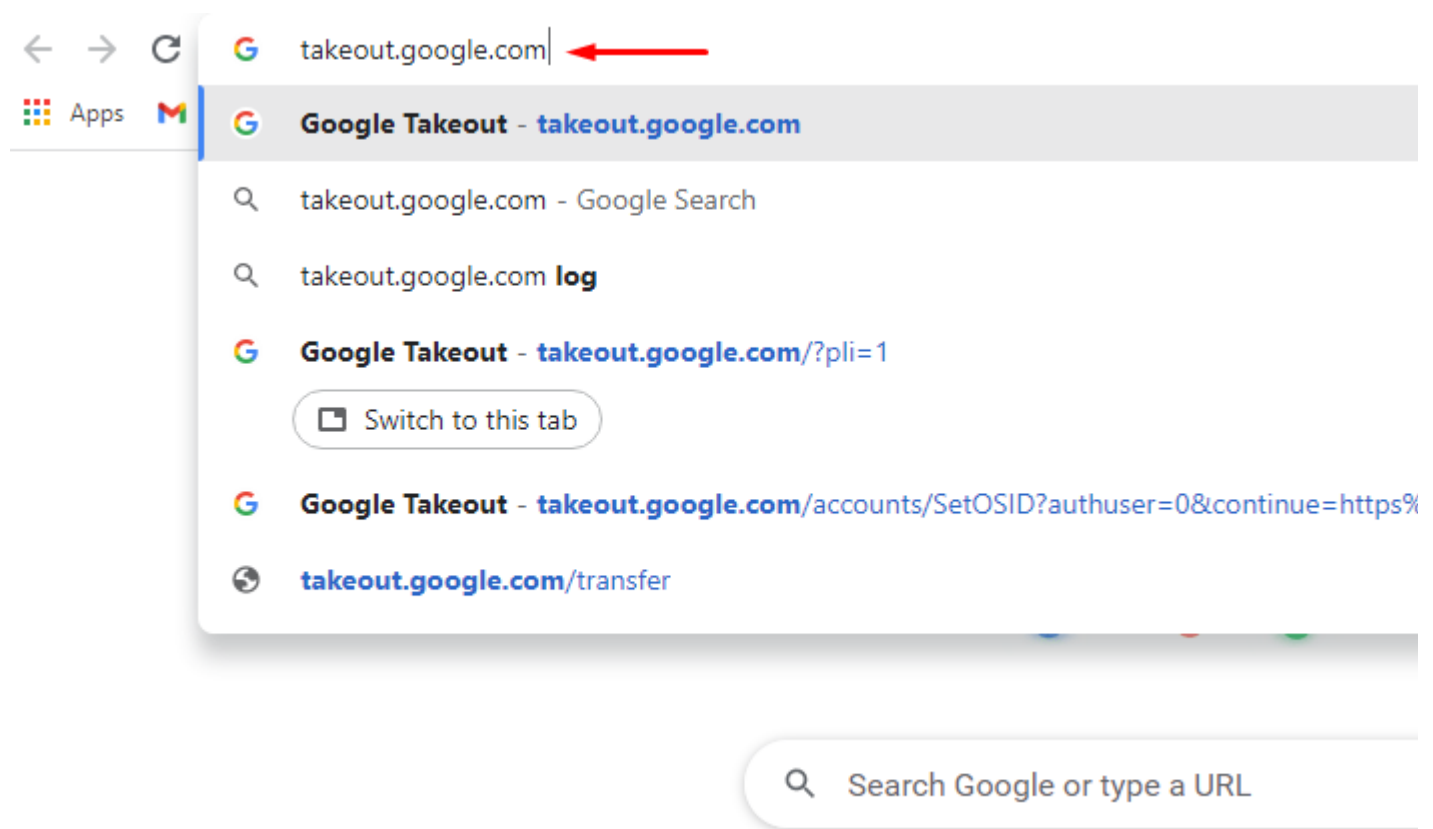 takeout.google.com
Apps
Google Takeout - takeout.google.com
takeout.google.com - Google Search
takeout.google.com log
Google Takeout - takeout.google.com/?pli=1
Switch to this tab
Google Takeout - takeout.google.com/accounts/SetOSID?authuser=0&continue=https%
takeout.google.com/transfer
Search Google or type a URL